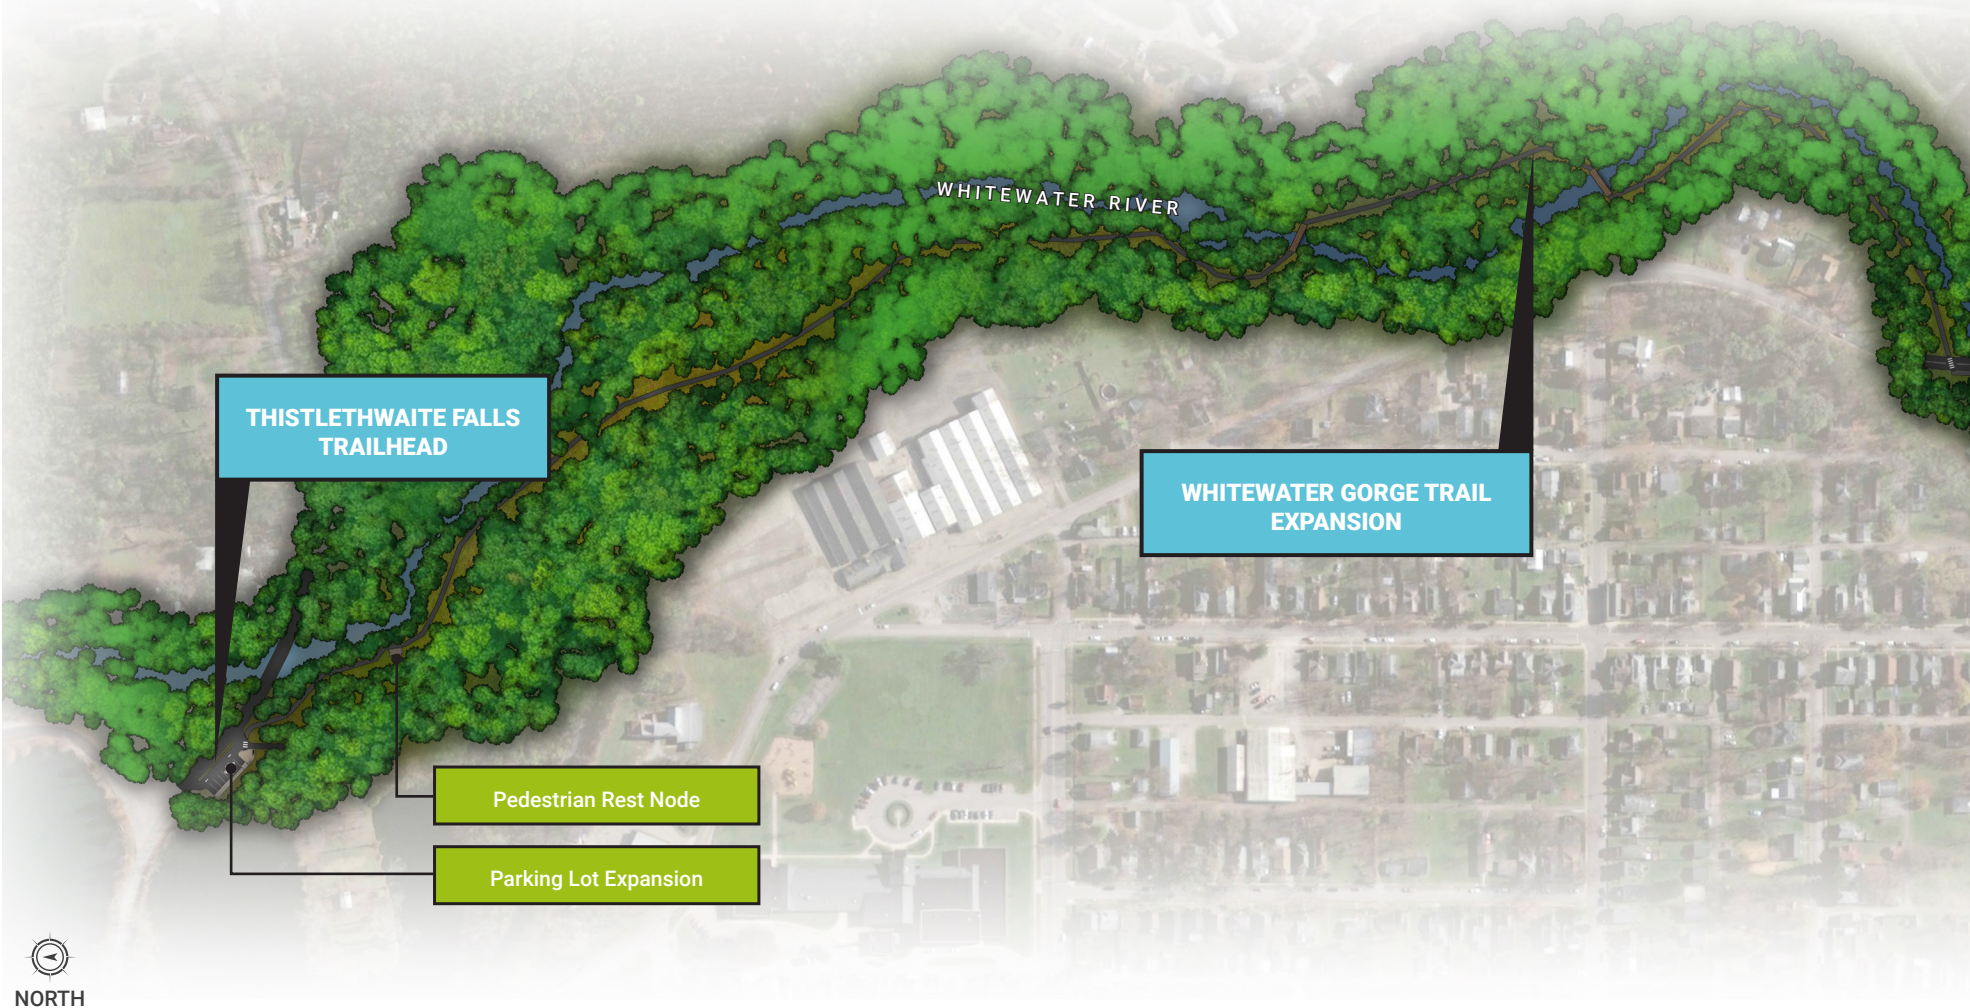 WHITEWATER RIVER
THISTLETHWAITE FALLS
TRAILHEAD
WHITEWATER GORGE TRAIL
EXPANSION
Pedestrian Rest Node
Parking Lot Expansion
NORTH